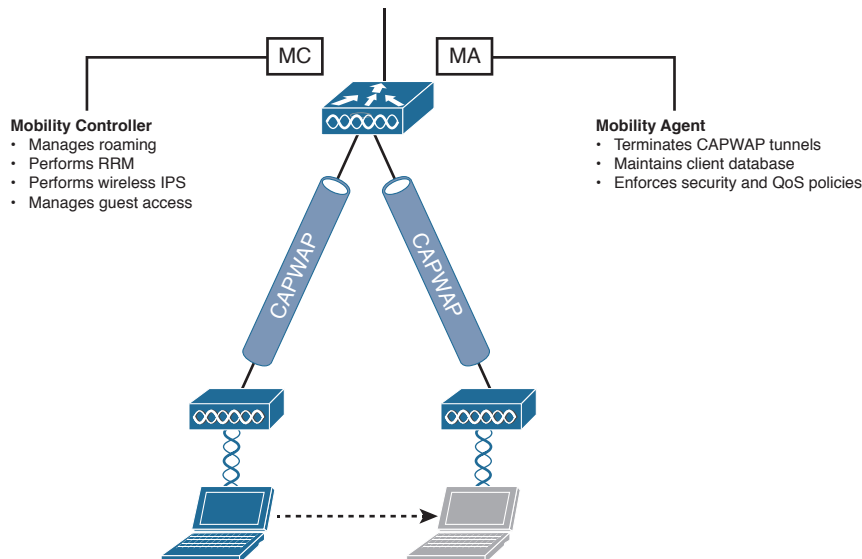 MC
MA
Mobility Controller
• Manages roaming
• Performs RRM
• Performs wireless IPS
• Manages guest access
Mobility Agent
• Terminates CAPWAP tunnels
• Maintains client database
• Enforces security and QoS policies
CAPWAP
CAPWAP